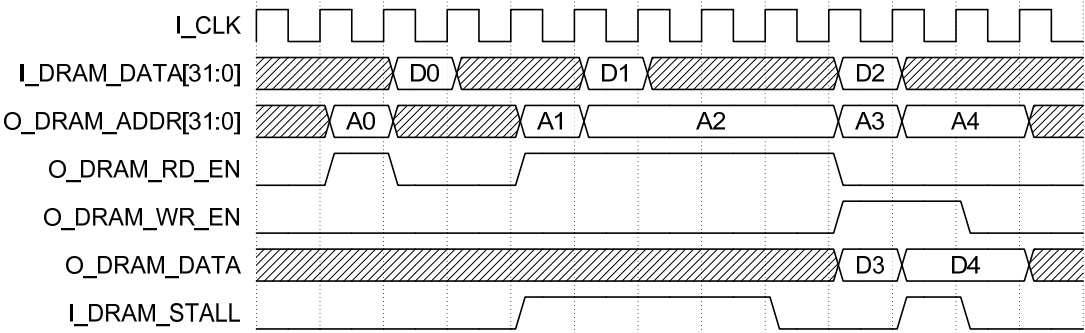 I_CLK
I_DRAM_DATA[31:0] D0 D1 D2
O_DRAM_ADDR[31:0] A0 A1 A2 A3 A4
O_DRAM_RD_EN
O_DRAM_WR_EN
O_DRAM_DATA D3 D4
I_DRAM_STALL